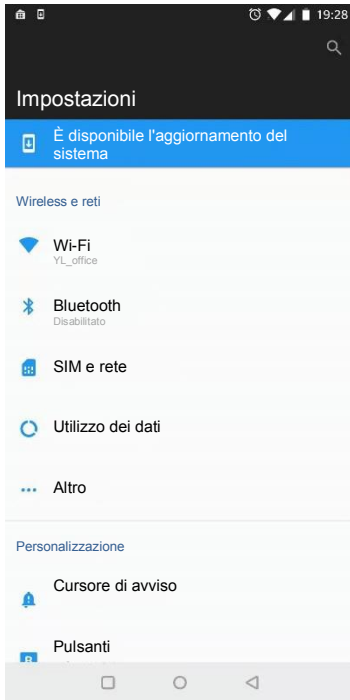 19:28
Impostazioni
È disponibile l'aggiornamento del
sistema
Wireless e reti
Wi-Fi
YL_office
Bluetooth
Disabilitato
SIM e rete
Utilizzo dei dati
Altro
Personalizzazione
Cursore di avviso
Pulsanti